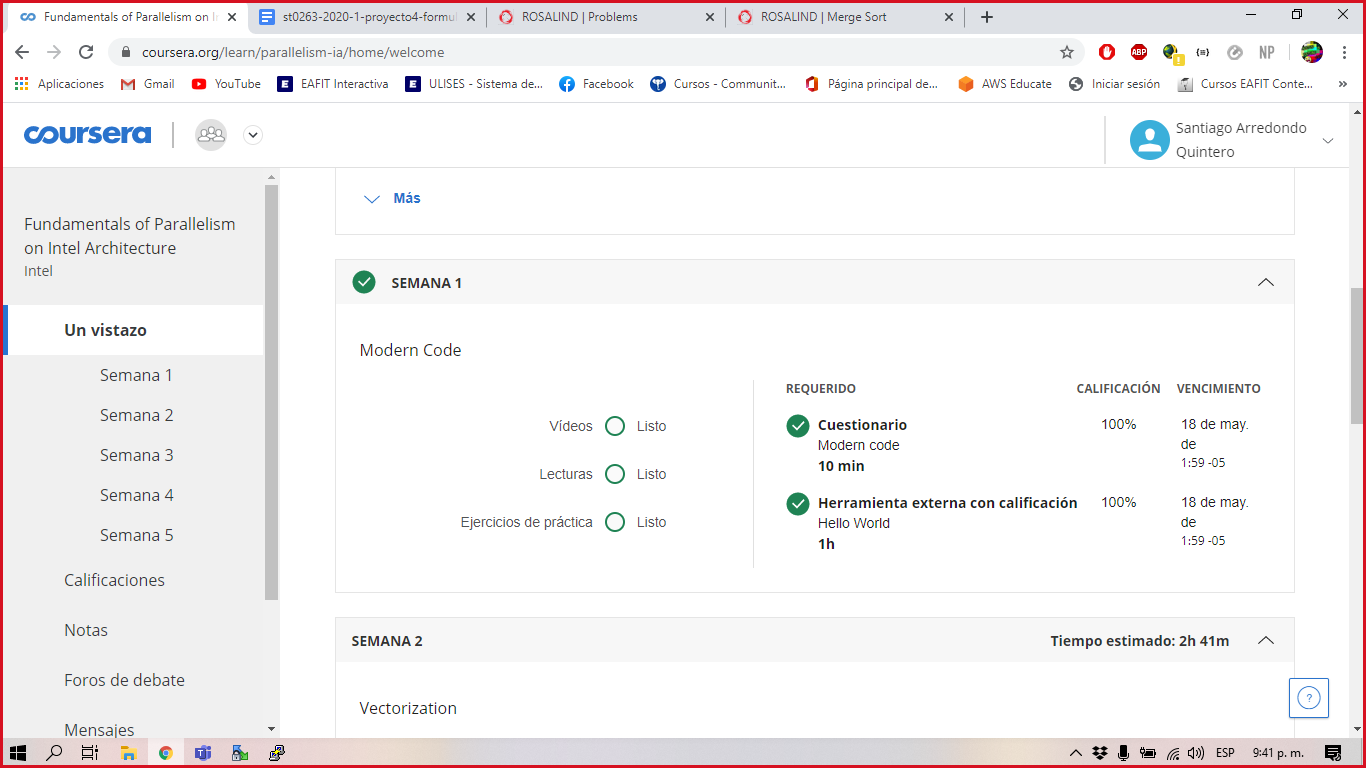 Fundamentals of Parallelism on I
st0263-2020-1-proyecto4-formul
ROSALIND | Problems
ROSALIND | Merge Sort
coursera.org/learn/parallelism-ia/home/welcome
ABP
NP
Aplicaciones
Gmail
YouTube
EAFIT Interactiva
ULISES - Sistema de...
Facebook
Cursos - Communit...
Página principal de...
AWS Educate
Iniciar sesión
Cursos EAFIT Conte...
coursera
Santiago Arredondo
Quintero
Fundamentals of Parallelism
on Intel Architecture
Intel
Un vistazo
Semana 1
Semana 2
Semana 3
Semana 4
Semana 5
Calificaciones
Notas
Foros de debate
Mensajes
Más
SEMANA 1
Modern Code
Vídeos Listo
Lecturas Listo
Ejercicios de práctica Listo
REQUERIDO CALIFICACIÓN VENCIMIENTO
Cuestionario 100% 18 de may.
Modern code de
10 min 1:59 -05
Herramienta externa con calificación 100% 18 de may.
Hello World de
1h 1:59 -05
SEMANA 2 Tiempo estimado: 2h 41m
Vectorization
?
ESP 9:41 p. m.